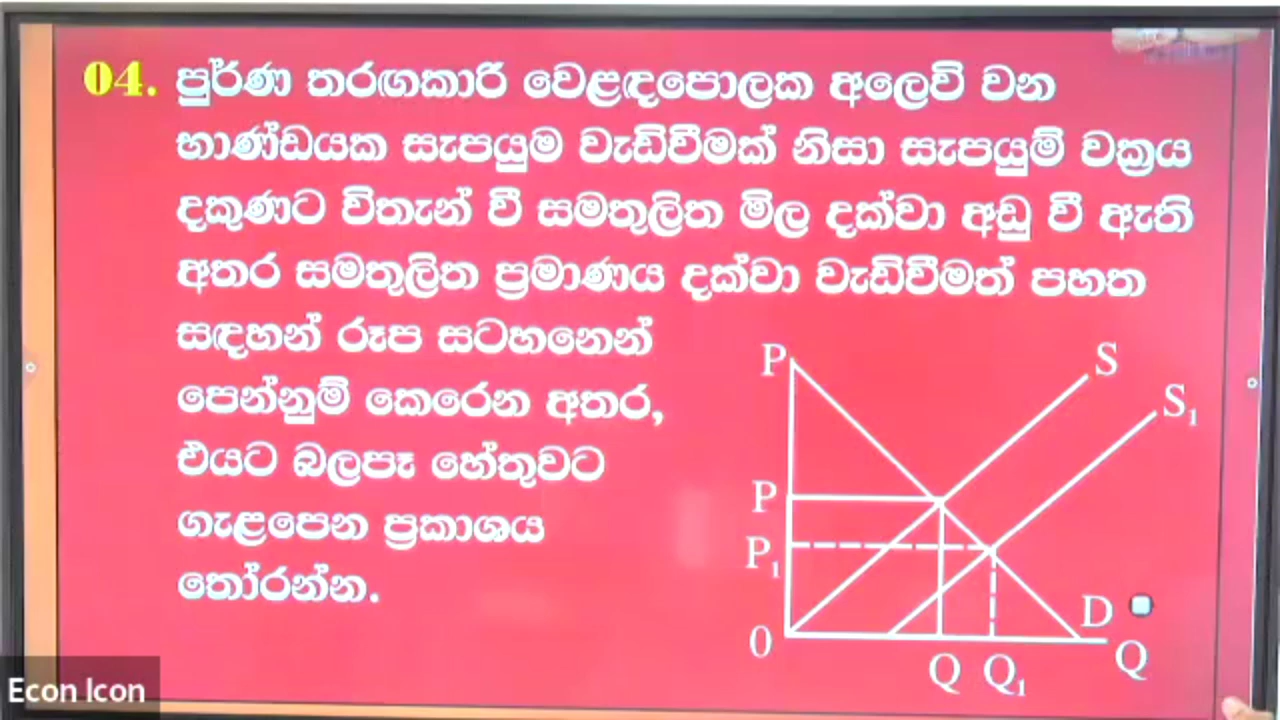 04. පූර්ණ තරඟකාරී වෙළඳපොලක අලෙවි වන
භාණ්ඩයක සැපයුම වැඩිවීමක් නිසා සැපයුම් වක්‍රය
දකුණට විතැන් වී සමතුලිත මිල දක්වා අඩු වී ඇති
අතර සමතුලිත ප්‍රමාණය දක්වා වැඩිවීමත් පහත
සඳහන් රූප සටහනෙන්
පෙන්නුම් කෙරෙන අතර,
එයට බලපෑ හේතුවට
ගැළපෙන ප්‍රකාශය
තෝරන්න.
P
S
S₁
P
P₁
0
D
Q
Q₁
Q
Econ Icon